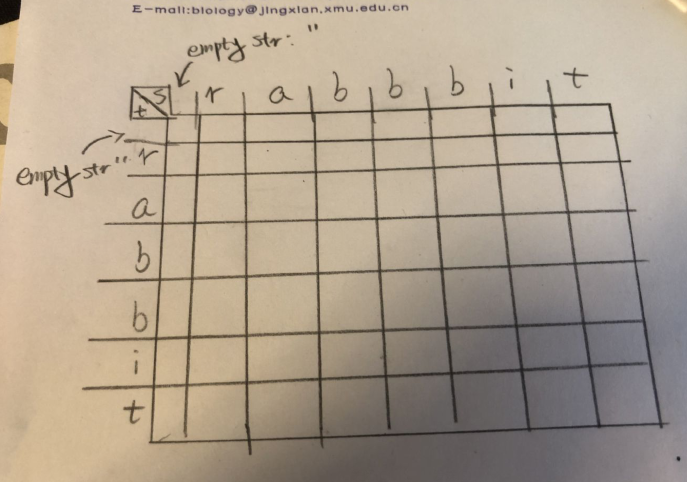 E-mail:biology@jingxian.xmu.edu.cn
empty str: "
s r a b b b i t
t
empty str "
r
a
b
b
i
t